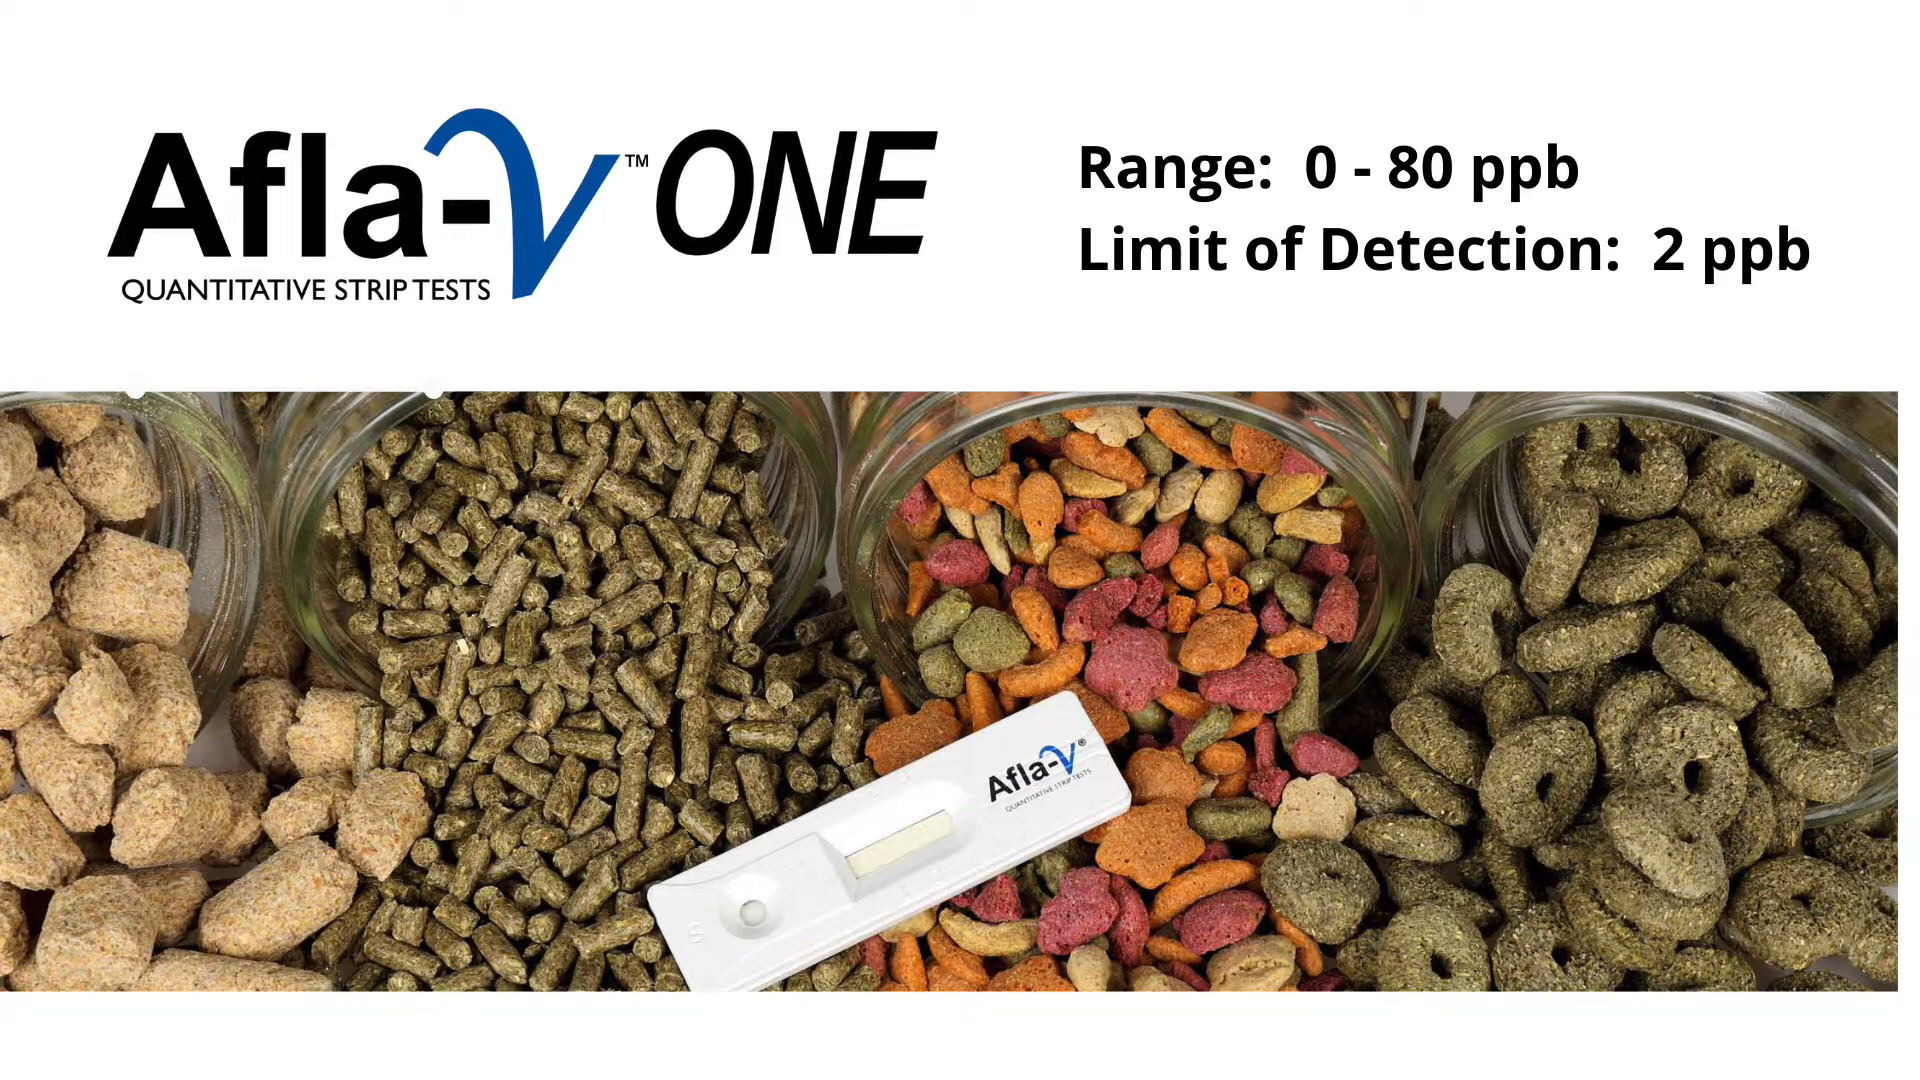 Afla-V™ ONE
QUANTITATIVE STRIP TESTS
Range: 0 - 80 ppb
Limit of Detection: 2 ppb
Afla-V®
QUANTITATIVE STRIP TESTS
S